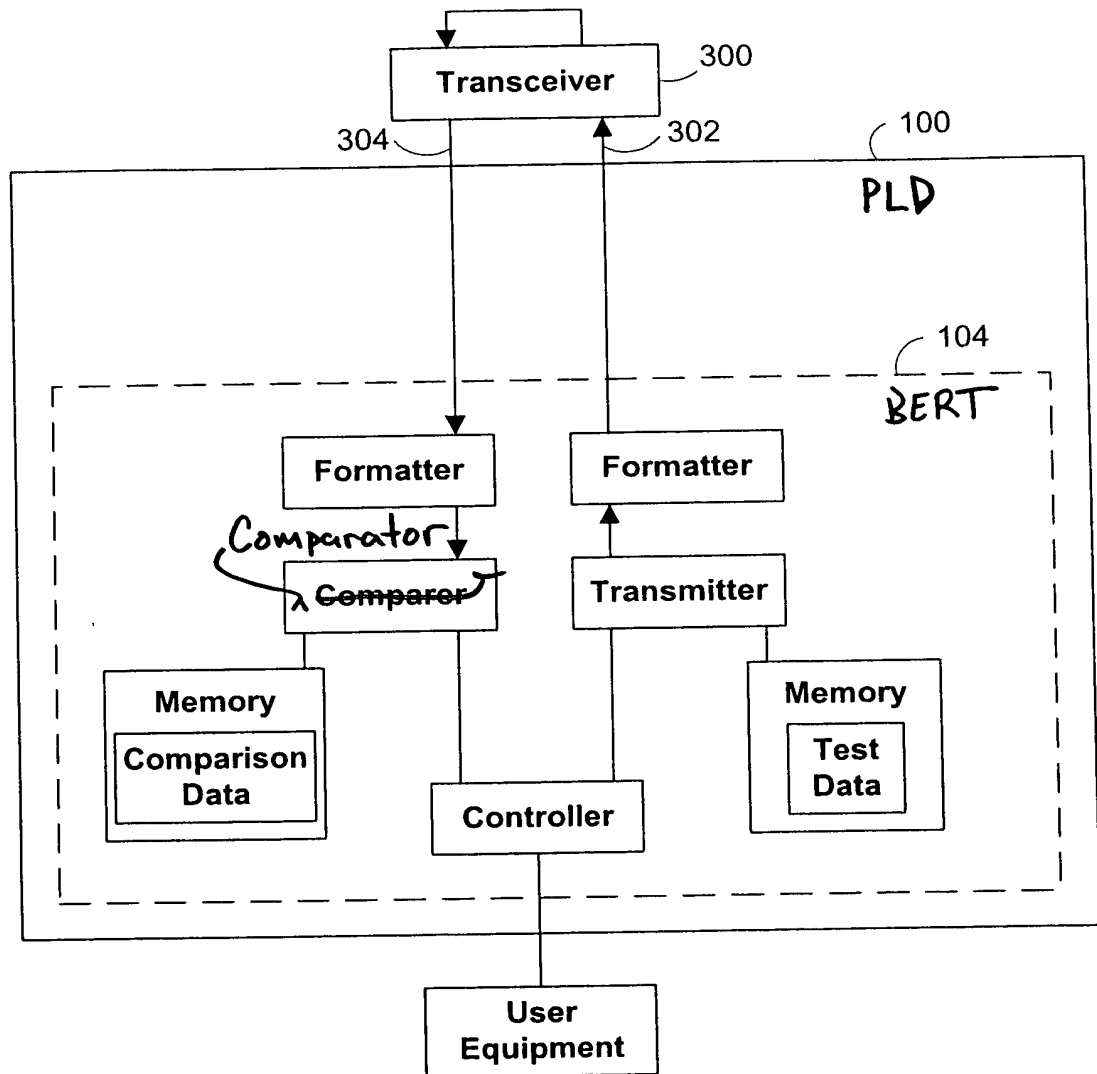 Transceiver
300
304
302
100
PLD
104
BERT
Formatter
Formatter
Comparator
Comparer
Transmitter
Memory
Comparison
Data
Memory
Test
Data
Controller
User
Equipment